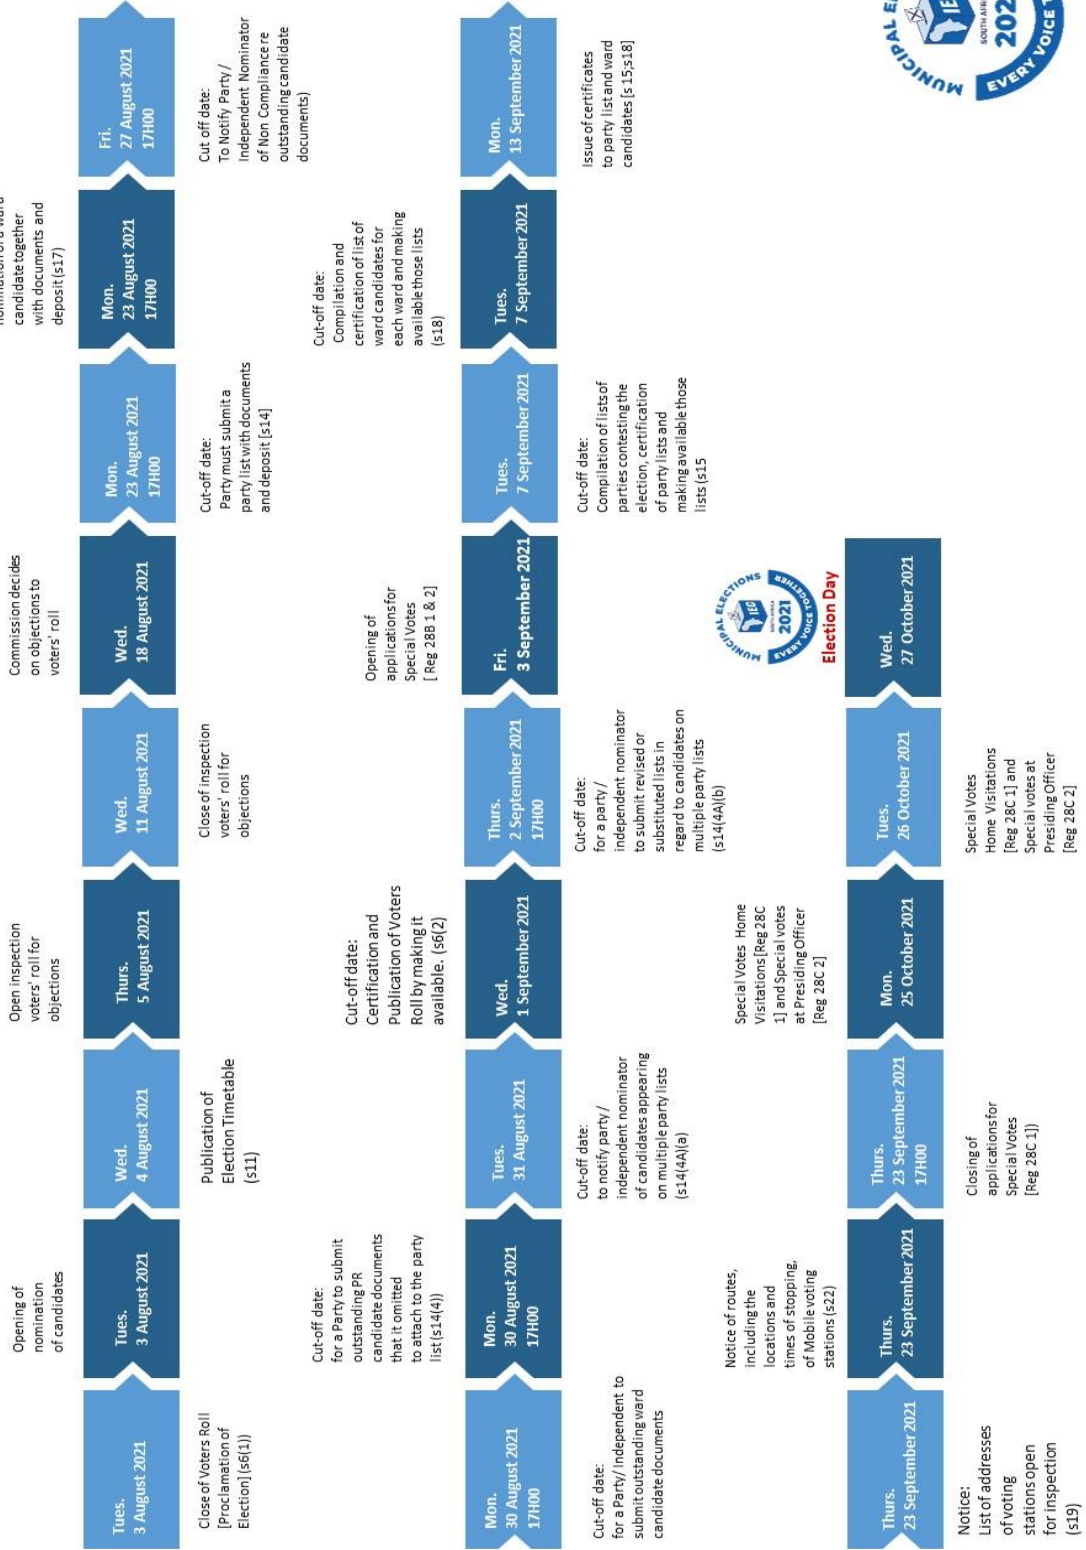 Tues.
3 August 2021
Close of Voters Roll
[Proclamation of
Election] (s6(1))
Opening of
nomination
of candidates
Tues.
3 August 2021
Wed.
4 August 2021
Publication of
Election Timetable
(s11)
Open inspection
voters' roll for
objections
Thurs.
5 August 2021
Wed.
11 August 2021
Close of inspection
voters' roll for
objections
Commission decides
on objections to
voters' roll
Wed.
18 August 2021
Mon.
23 August 2021
17H00
Cut-off date:
Party must submit a
party list with documents
and deposit [s14]
candidate together
with documents and
deposit (s17)
Mon.
23 August 2021
17H00
Fri.
27 August 2021
17H00
Cut off date:
To Notify Party /
Independent Nominator
of Non Compliance re
outstanding candidate
documents)
Mon.
30 August 2021
17H00
Cut-off date:
for a Party/ Independent to
submit outstanding ward
candidate documents
Cut-off date:
for a Party to submit
outstanding PR
candidate documents
that it omitted
to attach to the party
list (s14(4))
Mon.
30 August 2021
17H00
Tues.
31 August 2021
Cut-off date:
to notify party /
independent nominator
of candidates appearing
on multiple party lists
(s14(4A)(a)
Cut-off date:
Certification and
Publication of Voters
Roll by making it
available. (s6(2)
Wed.
1 September 2021
Thurs.
2 September 2021
17H00
Cut-off date:
for a party /
independent nominator
to submit revised or
substituted lists in
regard to candidates on
multiple party lists
(s14(4A)(b)
Opening of
applications for
Special Votes
[ Reg 28B 1 & 2]
Fri.
3 September 2021
Tues.
7 September 2021
Cut-off date:
Compilation of lists of
parties contesting the
election, certification
of party lists and
making available those
lists (s15
Cut-off date:
Compilation and
certification of list of
ward candidates for
each ward and making
available those lists
(s18)
Tues.
7 September 2021
Mon.
13 September 2021
Issue of certificates
to party list and ward
candidates [s 15;s18]
Thurs.
23 September 2021
Notice:
List of addresses
of voting
stations open
for inspection
(s19)
Notice of routes,
including the
locations and
times of stopping,
of Mobile voting
stations (s22)
Thurs.
23 September 2021
Thurs.
23 September 2021
17H00
Closing of
applications for
Special Votes
[Reg 28C 1])
Special Votes Home
Visitations [Reg 28C
1] and Special votes
at Presiding Officer
[Reg 28C 2]
Mon.
25 October 2021
Tues.
26 October 2021
Special Votes
Home Visitations
[Reg 28C 1] and
Special votes at
Presiding Officer
[Reg 28C 2]
MUNICIPAL ELECTIONS
IEC
SOUTH AFRICA
2021
EVERY VOICE TOGETHER
Election Day
Wed.
27 October 2021
MUNICIPAL
EVERY VOICE